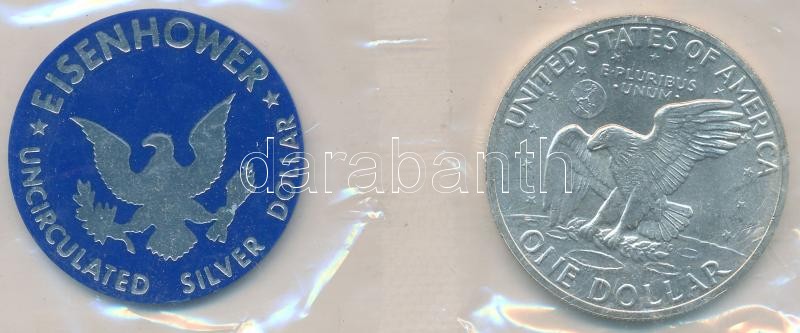 EISENHOWER
UNCIRCULATED SILVER DOLLAR
UNITED STATES OF AMERICA
E·PLURIBUS
·UNUM·
ONE DOLLAR
darabanth